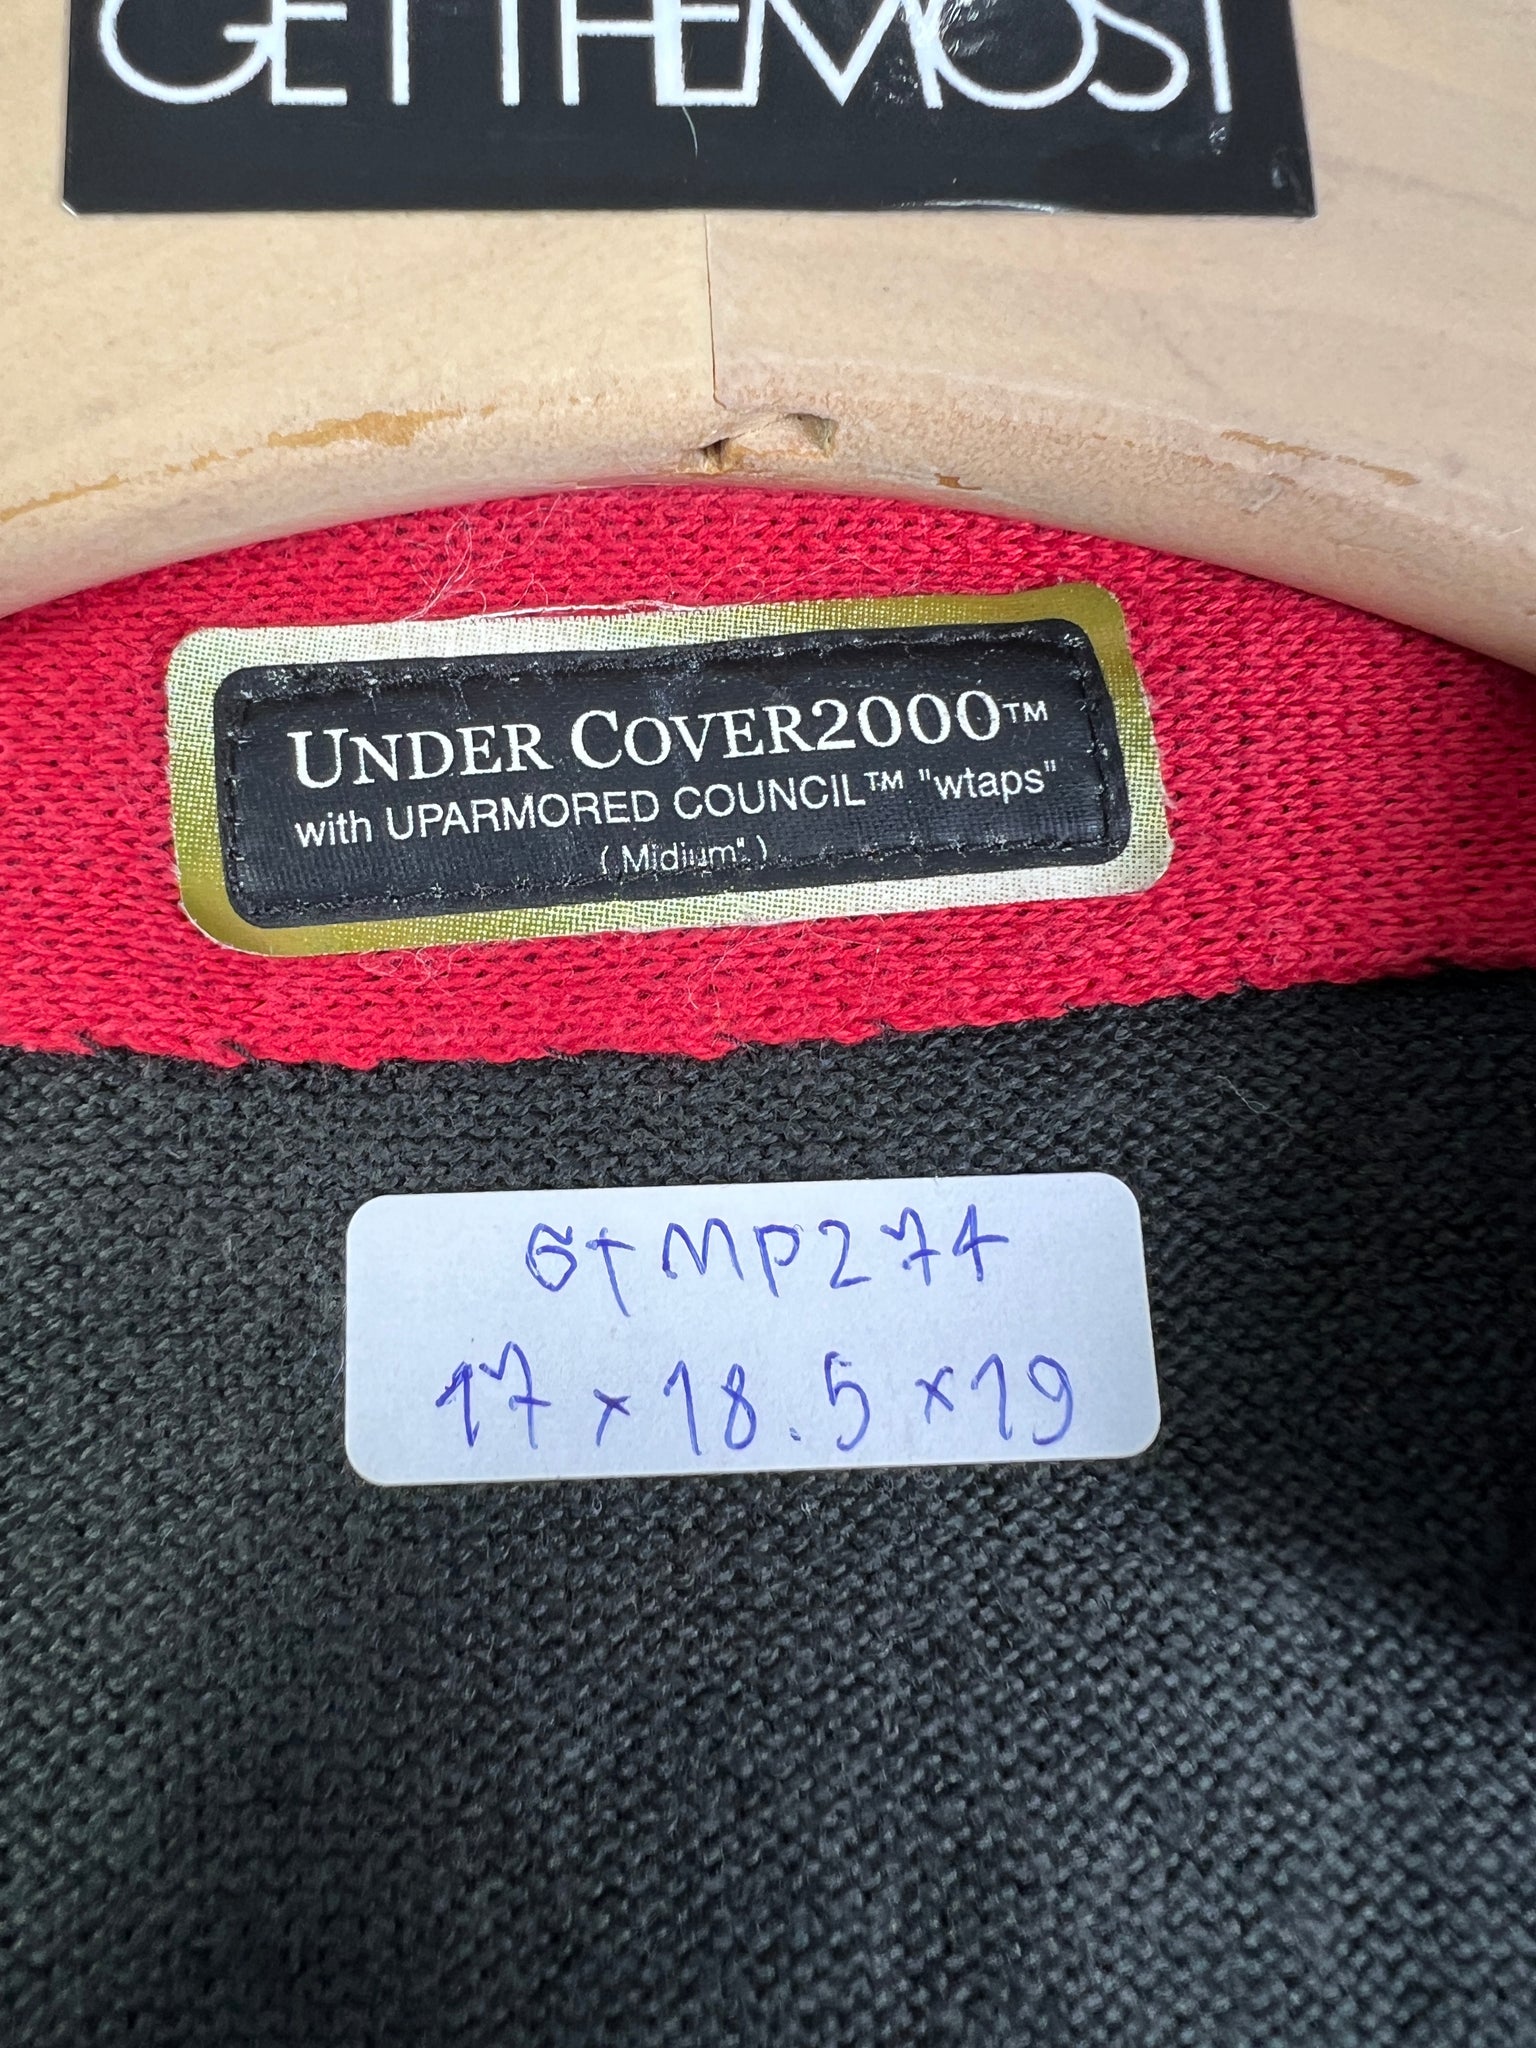 GETTHEMOST
UNDER COVER2000™
with UPARMORED COUNCIL™ "wtaps"
( Midium" )
GTMP274
17 x 18.5 x 19